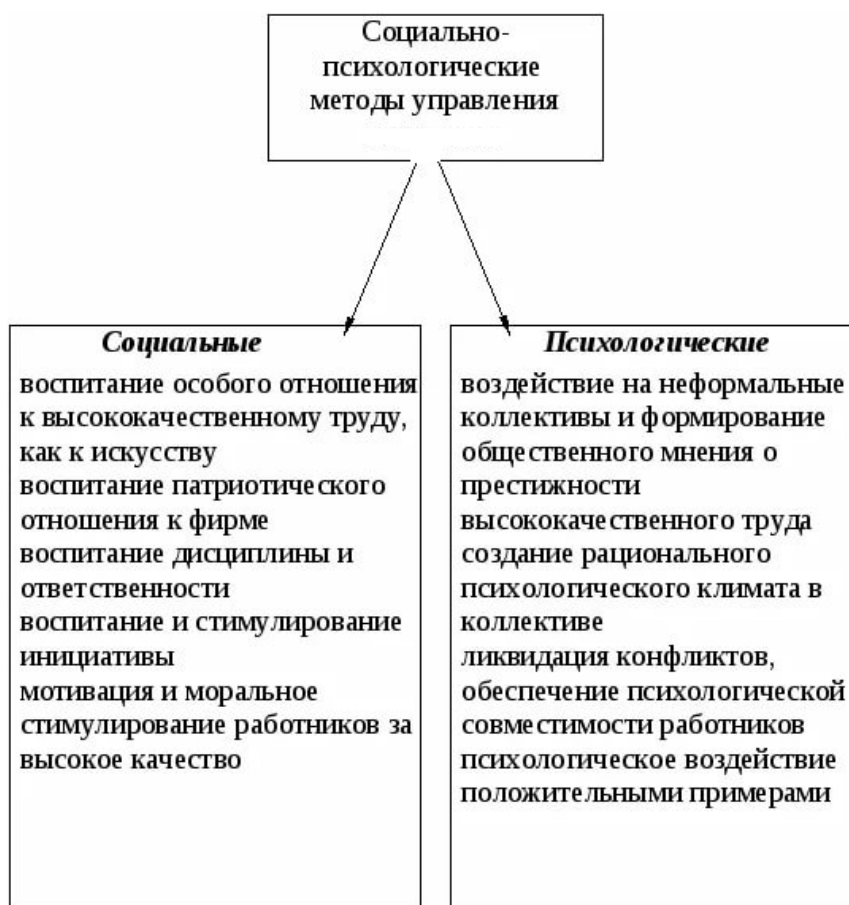 Социально-
психологические
методы управления
Социальные
воспитание особого отношения
к высококачественному труду,
как к искусству
воспитание патриотического
отношения к фирме
воспитание дисциплины и
ответственности
воспитание и стимулирование
инициативы
мотивация и моральное
стимулирование работников за
высокое качество
Психологические
воздействие на неформальные
коллективы и формирование
общественного мнения о
престижности
высококачественного труда
создание рационального
психологического климата в
коллективе
ликвидация конфликтов,
обеспечение психологической
совместимости работников
психологическое воздействие
положительными примерами